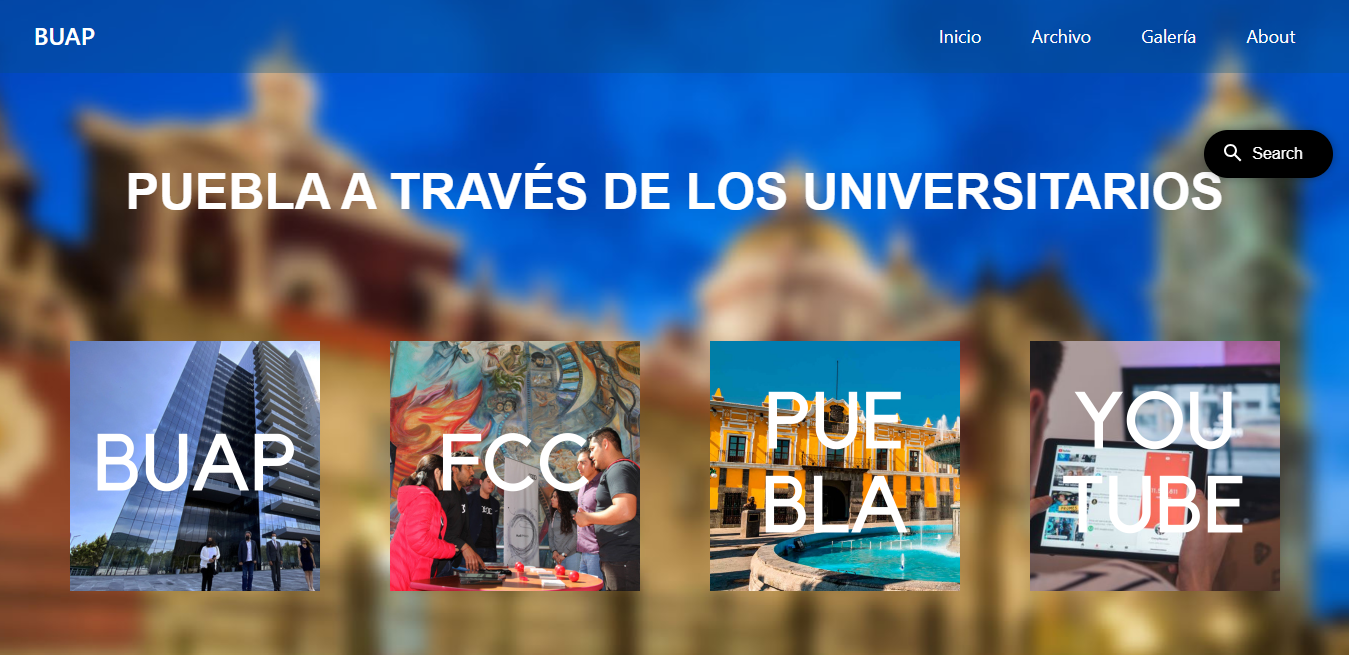 BUAP
Inicio
Archivo
Galería
About
Search
PUEBLA A TRAVÉS DE LOS UNIVERSITARIOS
BUAP
FCC
PUE
BLA
YOU
TUBE